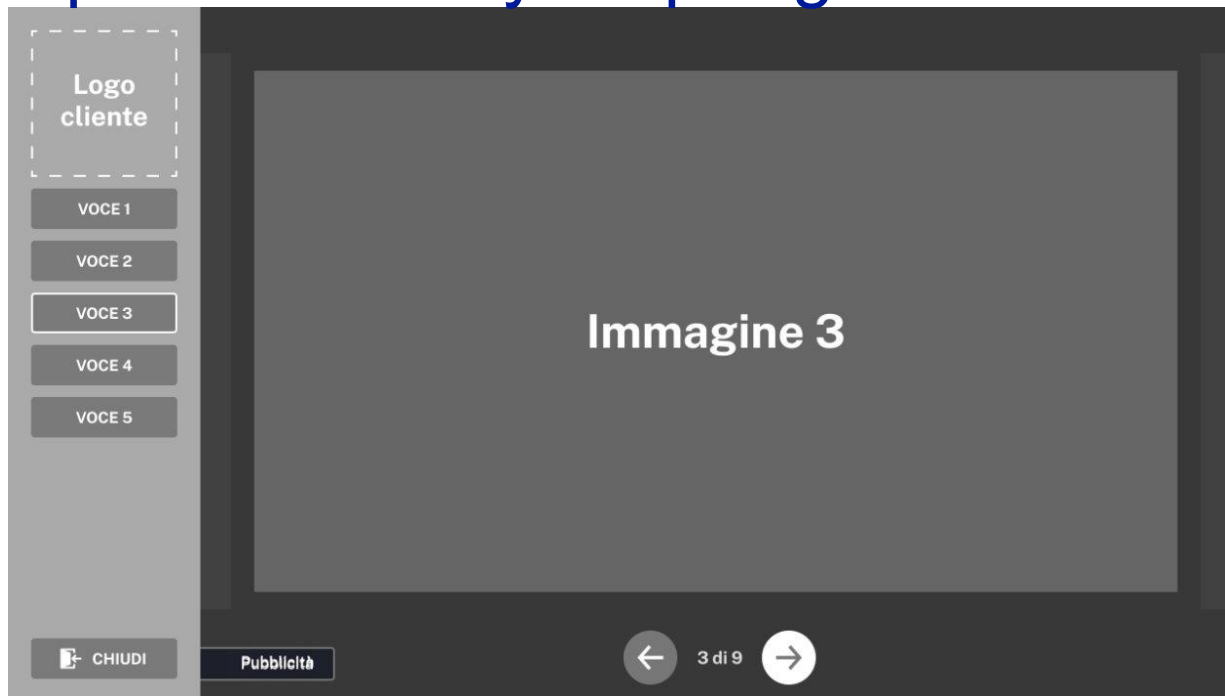 Logo
cliente
VOCE 1
VOCE 2
VOCE 3
VOCE 4
VOCE 5
CHIUDI
Immagine 3
Pubblicità
3 di 9